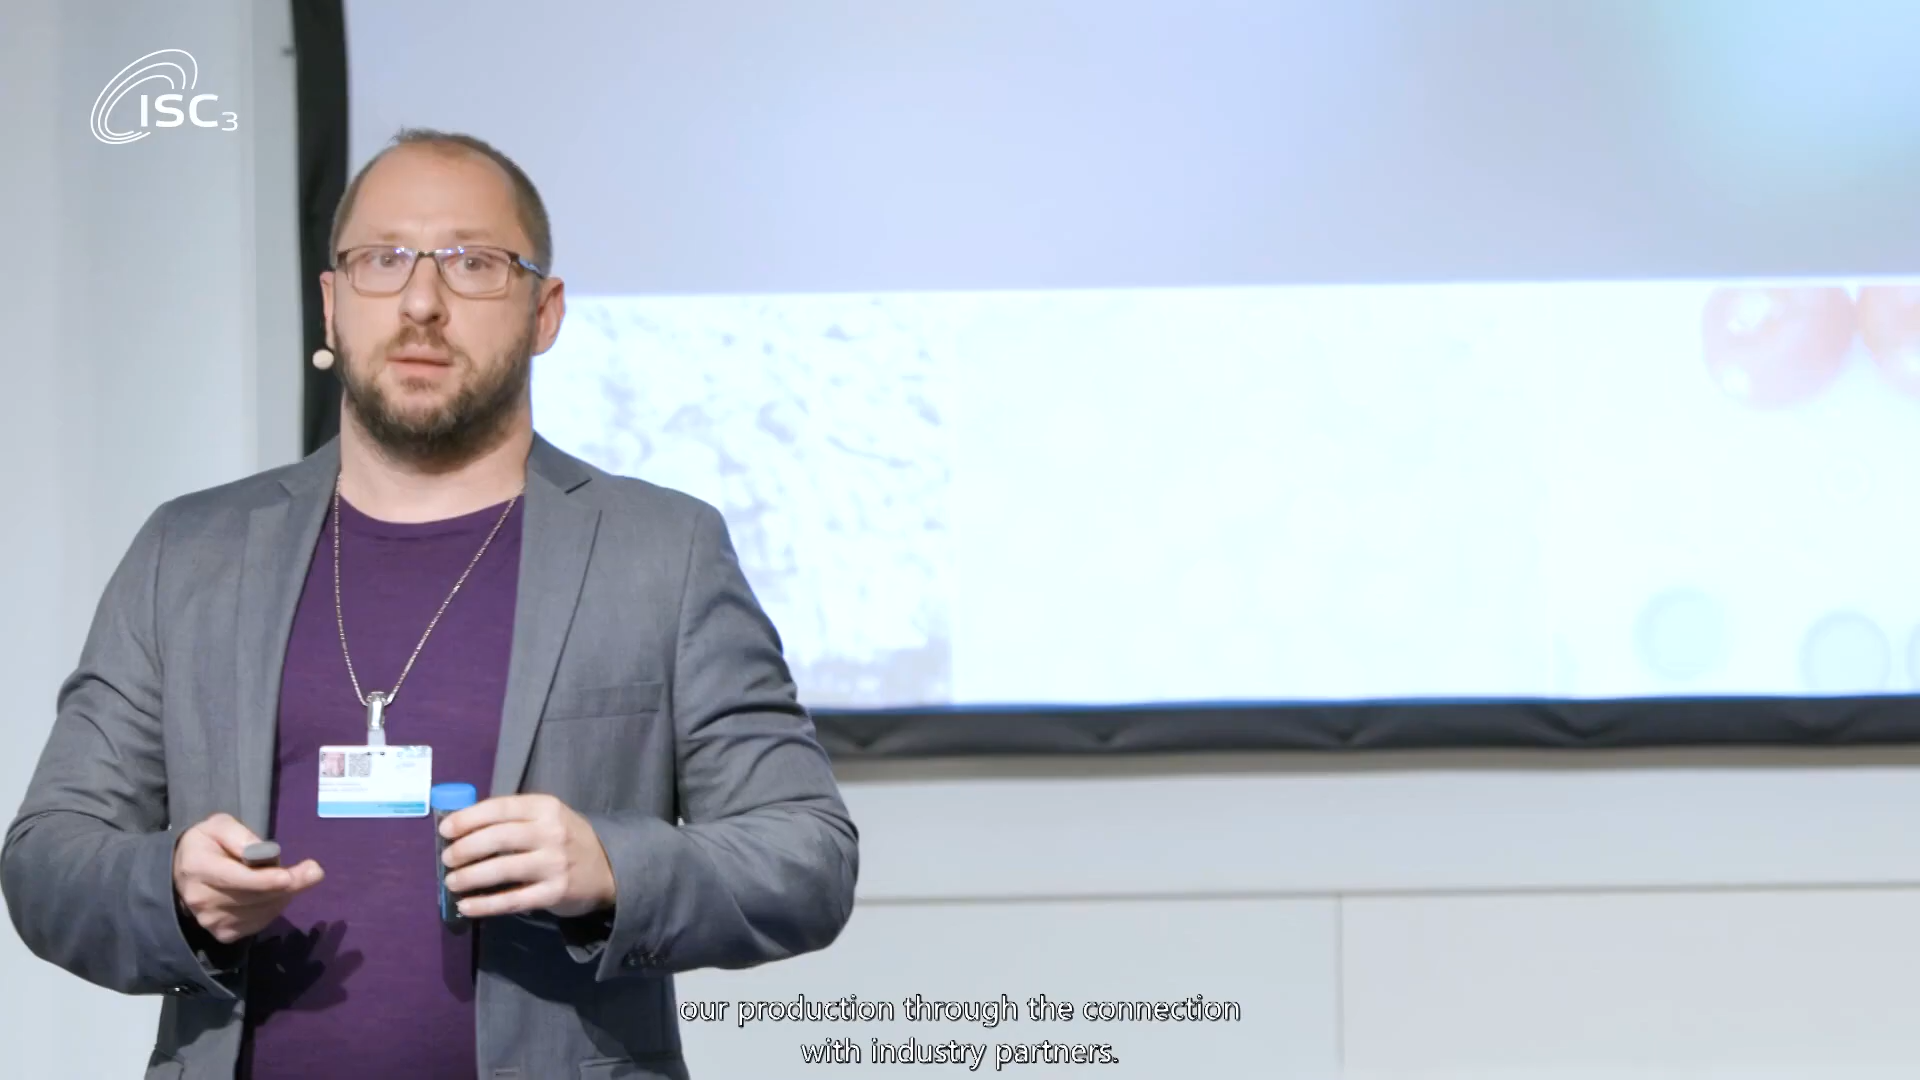 ISC3
our production through the connection
with industry partners.